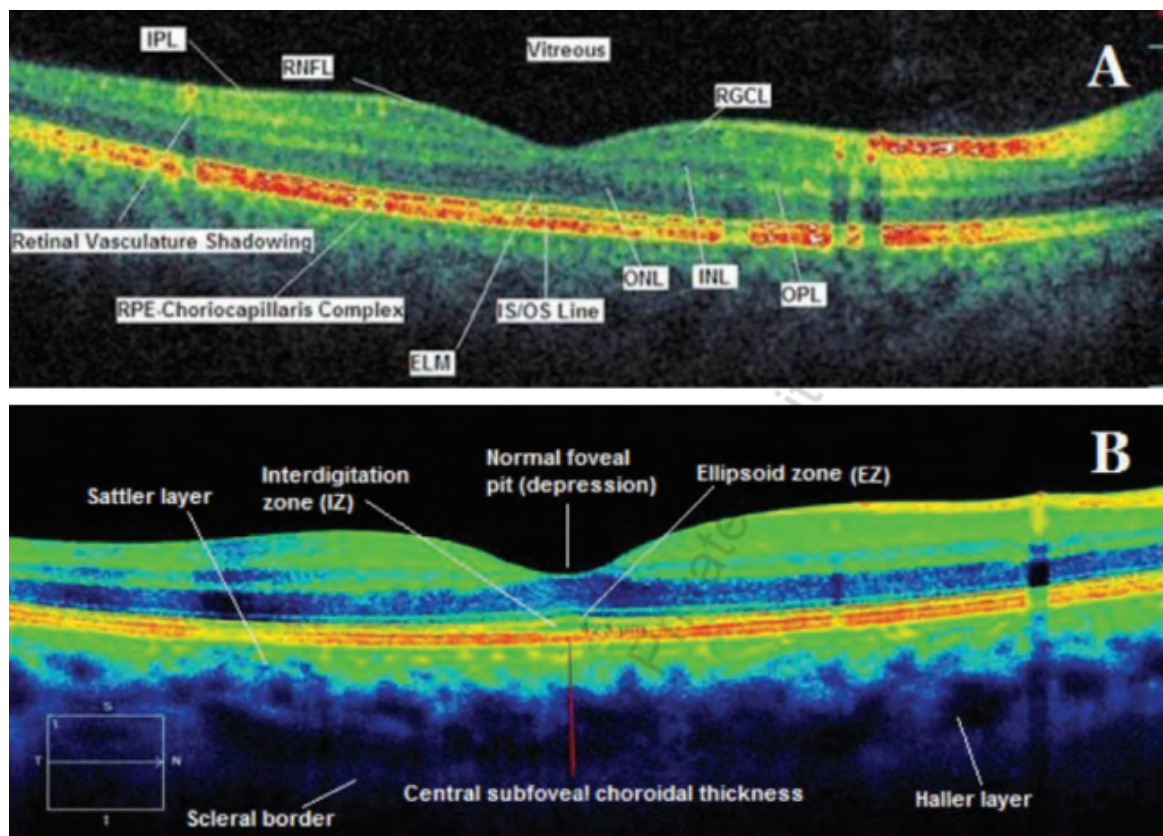 A
IPL
Vitreous
RNFL
RGCL
Retinal Vasculature Shadowing
ONL
INL
OPL
RPE-Choriocapillaris Complex
IS/OS Line
ELM
B
Normal foveal
pit (depression)
Interdigitation
zone (IZ)
Ellipsoid zone (EZ)
Sattler layer
S
T
N
I
Central subfoveal choroidal thickness
Haller layer
Scleral border